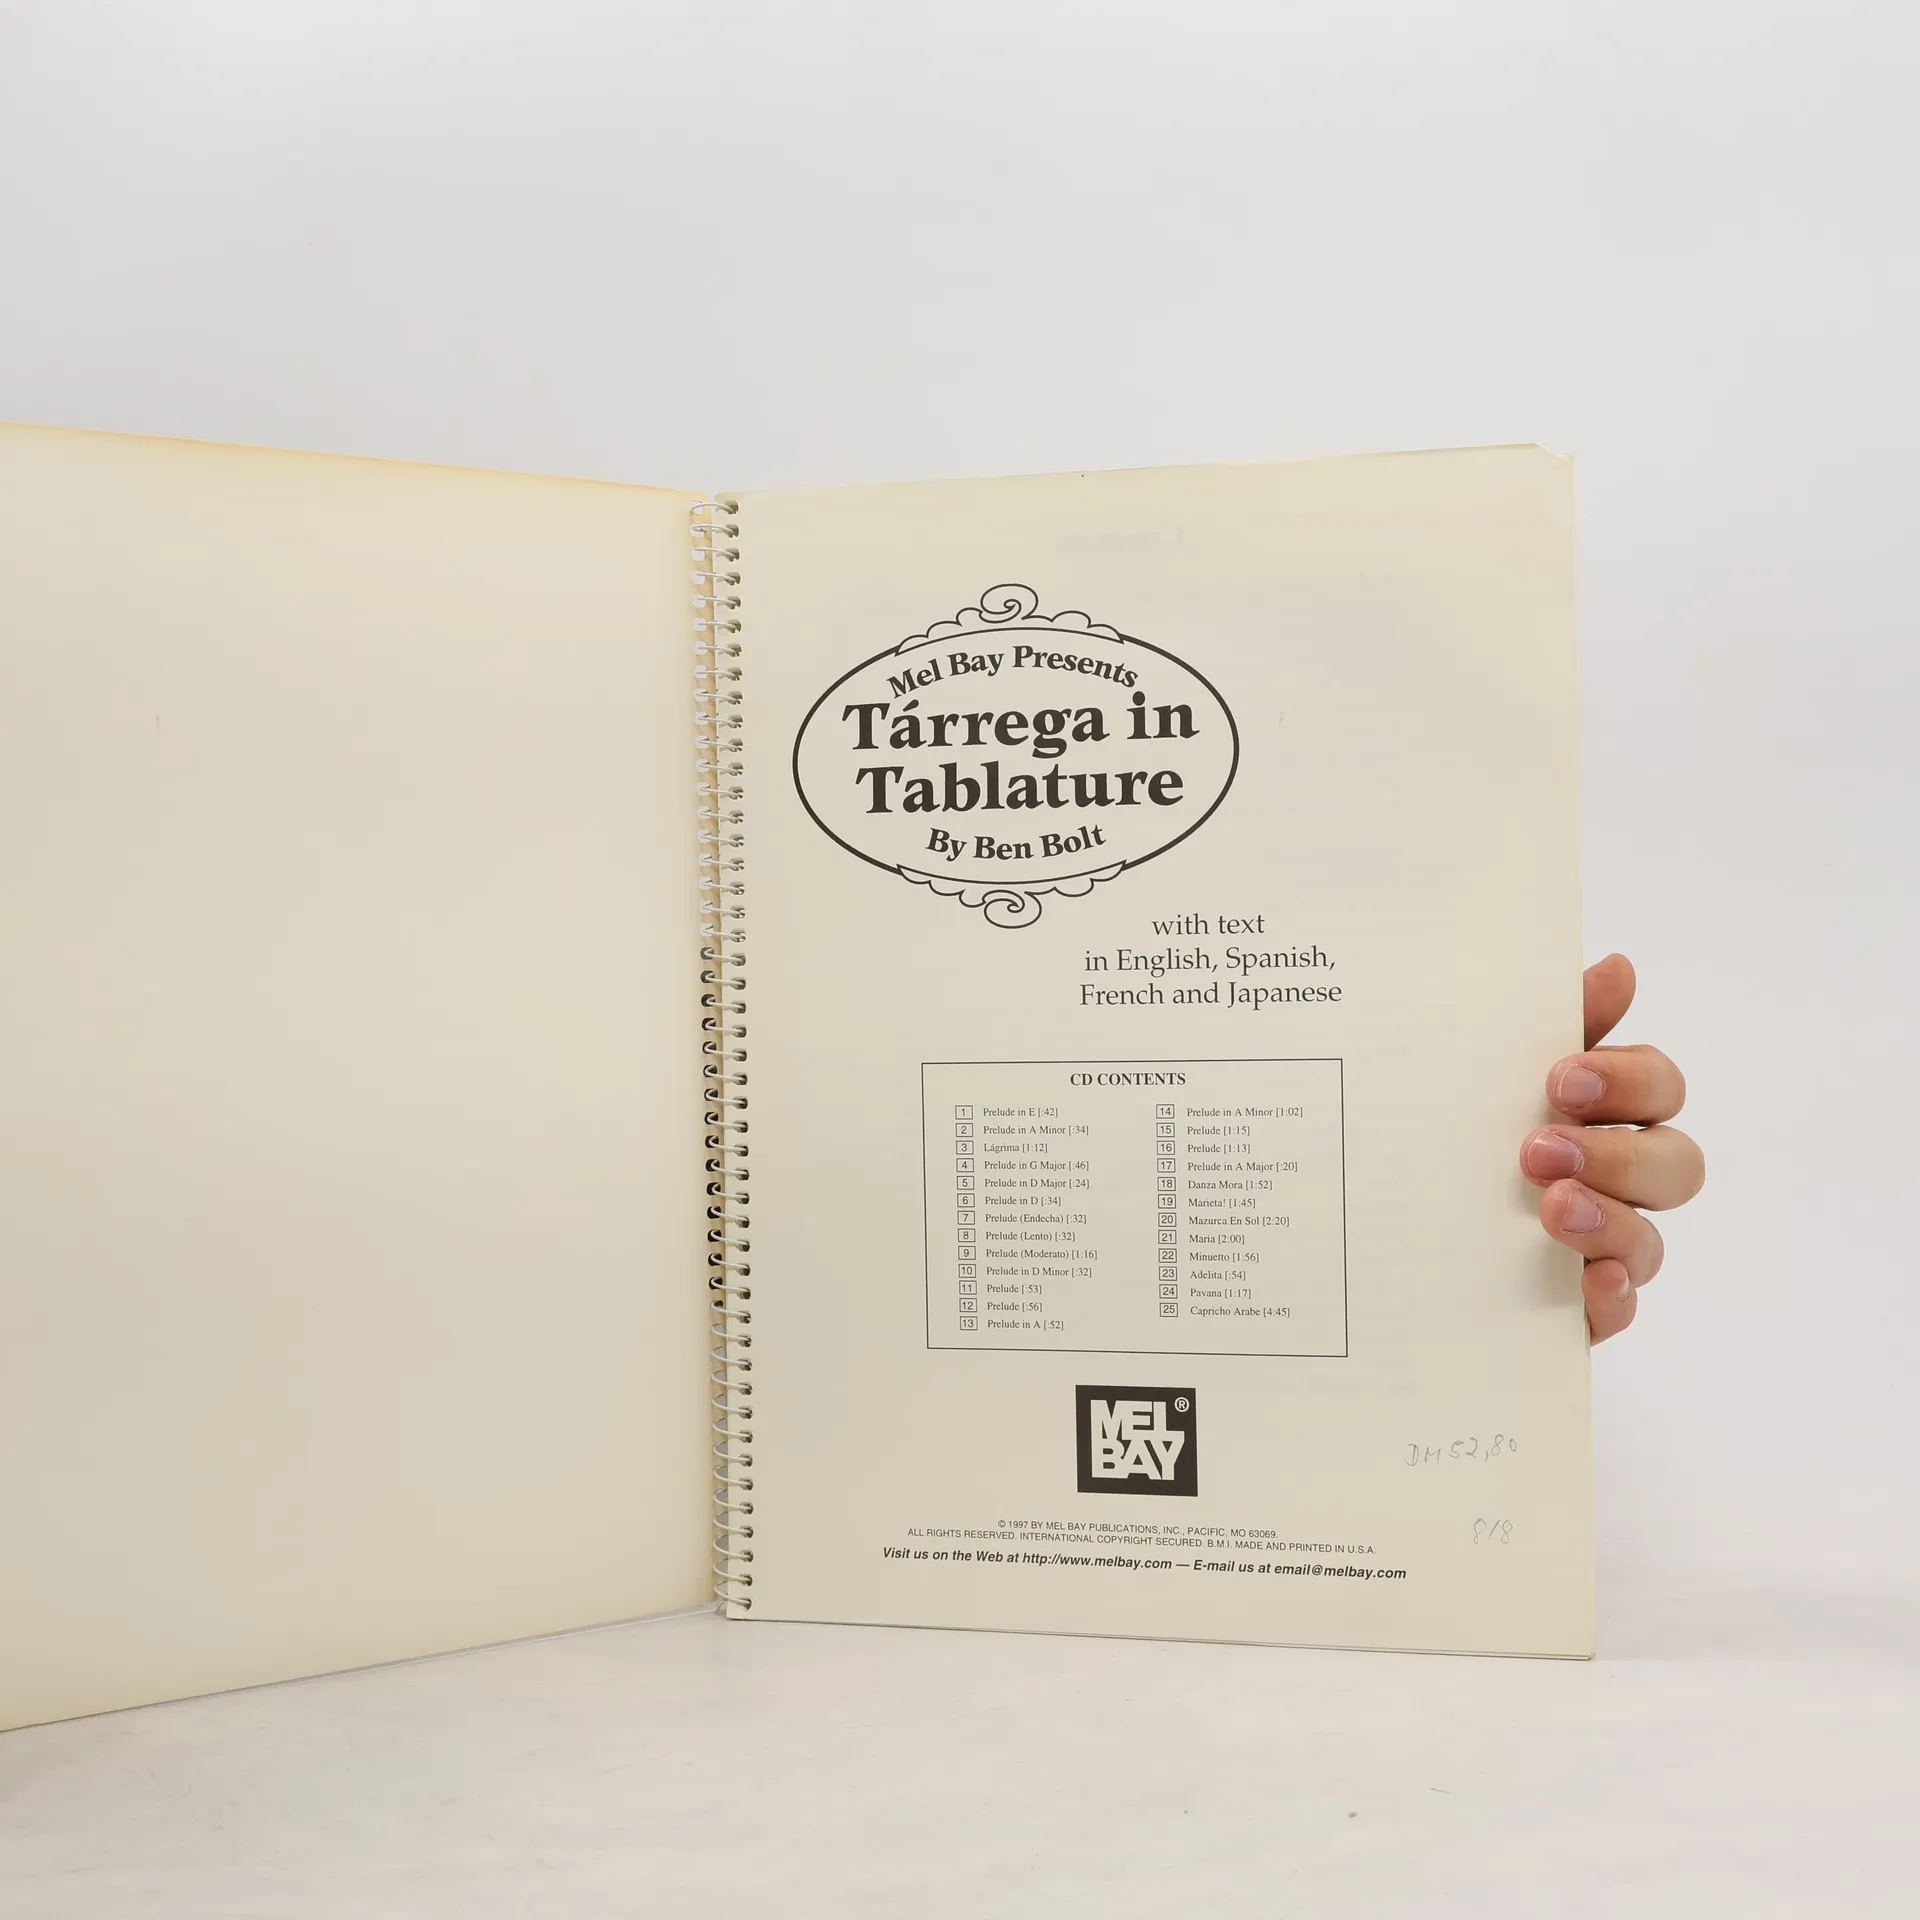 Mel Bay Presents
Tárrega in
Tablature
By Ben Bolt
with text
in English, Spanish,
French and Japanese
CD CONTENTS
1 Prelude in E [:42]
2 Prelude in A Minor [:34]
3 Lágrima [1:12]
4 Prelude in G Major [:46]
5 Prelude in D Major [:24]
6 Prelude in D [:34]
7 Prelude (Endecha) [:32]
8 Prelude (Lento) [:32]
9 Prelude (Moderato) [1:16]
10 Prelude in D Minor [:32]
11 Prelude [:53]
12 Prelude [:56]
13 Prelude in A [:52]
14 Prelude in A Minor [1:02]
15 Prelude [1:15]
16 Prelude [1:13]
17 Prelude in A Major [:20]
18 Danza Mora [1:52]
19 Marieta! [1:45]
20 Mazurca En Sol [2:20]
21 Maria [2:00]
22 Minuetto [1:56]
23 Adelita [:54]
24 Pavana [1:17]
25 Capricho Arabe [4:45]
MEL ®
BAY
DM 52,80
8/8
© 1997 BY MEL BAY PUBLICATIONS, INC., PACIFIC, MO 63069.
ALL RIGHTS RESERVED. INTERNATIONAL COPYRIGHT SECURED. B.M.I. MADE AND PRINTED IN U.S.A.
Visit us on the Web at http://www.melbay.com — E-mail us at email@melbay.com